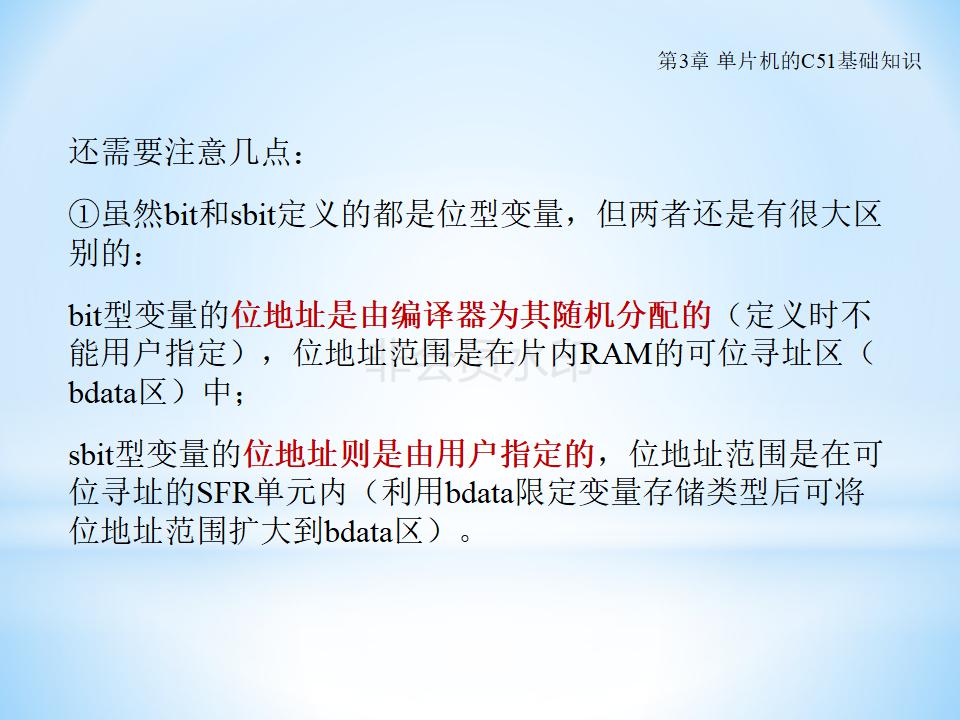 第3章 单片机的C51基础知识
还需要注意几点：
①虽然bit和sbit定义的都是位型变量，但两者还是有很大区
别的：
bit型变量的位地址是由编译器为其随机分配的（定义时不
能用户指定），位地址范围是在片内RAM的可位寻址区（
bdata区）中；
非会员水印
sbit型变量的位地址则是由用户指定的，位地址范围是在可
位寻址的SFR单元内（利用bdata限定变量存储类型后可将
位地址范围扩大到bdata区）。